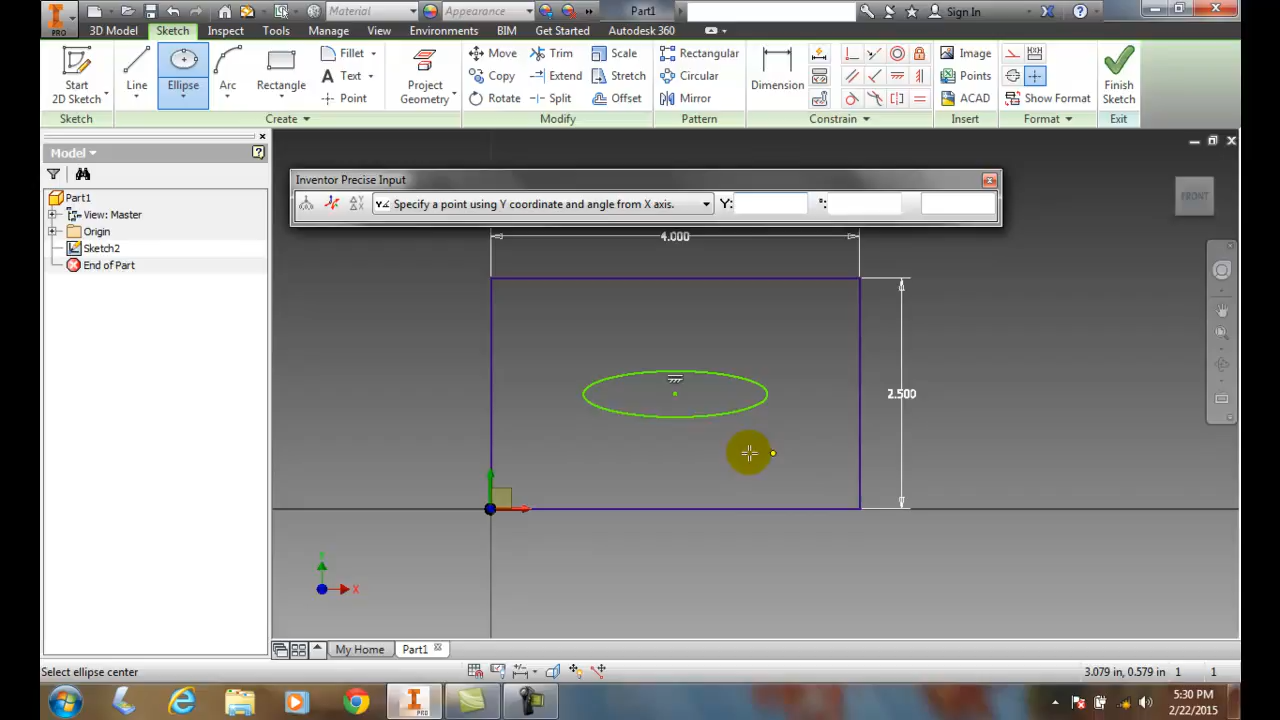 Material Appearance Part1 Sign In
PRO 3D Model Sketch Inspect Tools Manage View Environments BIM Get Started Autodesk 360
Start 2D Sketch Line Ellipse Arc Rectangle Fillet Text Point Project Geometry Move Copy Rotate Trim Extend Split Scale Stretch Offset Rectangular Circular Mirror Dimension Image Points ACAD Show Format Finish Sketch
Sketch Create Modify Pattern Constrain Insert Format Exit
Model
Part1
View: Master
Origin
Sketch2
End of Part
Inventor Precise Input
Specify a point using Y coordinate and angle from X axis. Y: °:
FRONT
4.000
2.500
X
My Home Part1
Select ellipse center 3.079 in, 0.579 in 1 1
PRO
5:30 PM
2/22/2015